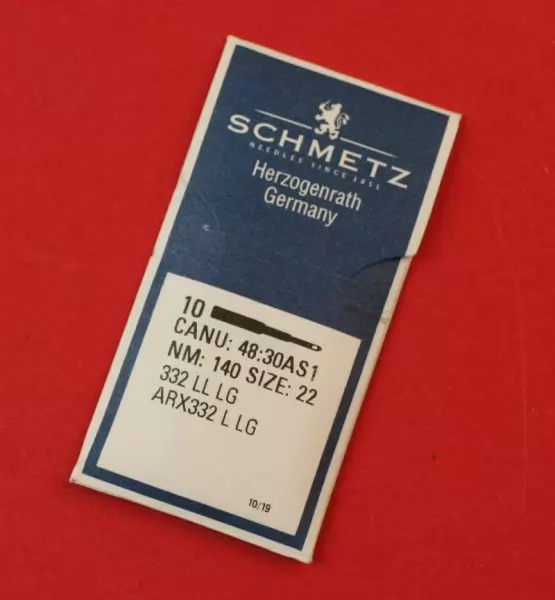 SCHMETZ
NEEDLES SINCE 1851
Herzogenrath
Germany
10
CANU: 48:30AS1
NM: 140 SIZE: 22
332 LL LG
ARX332 L LG
10/19